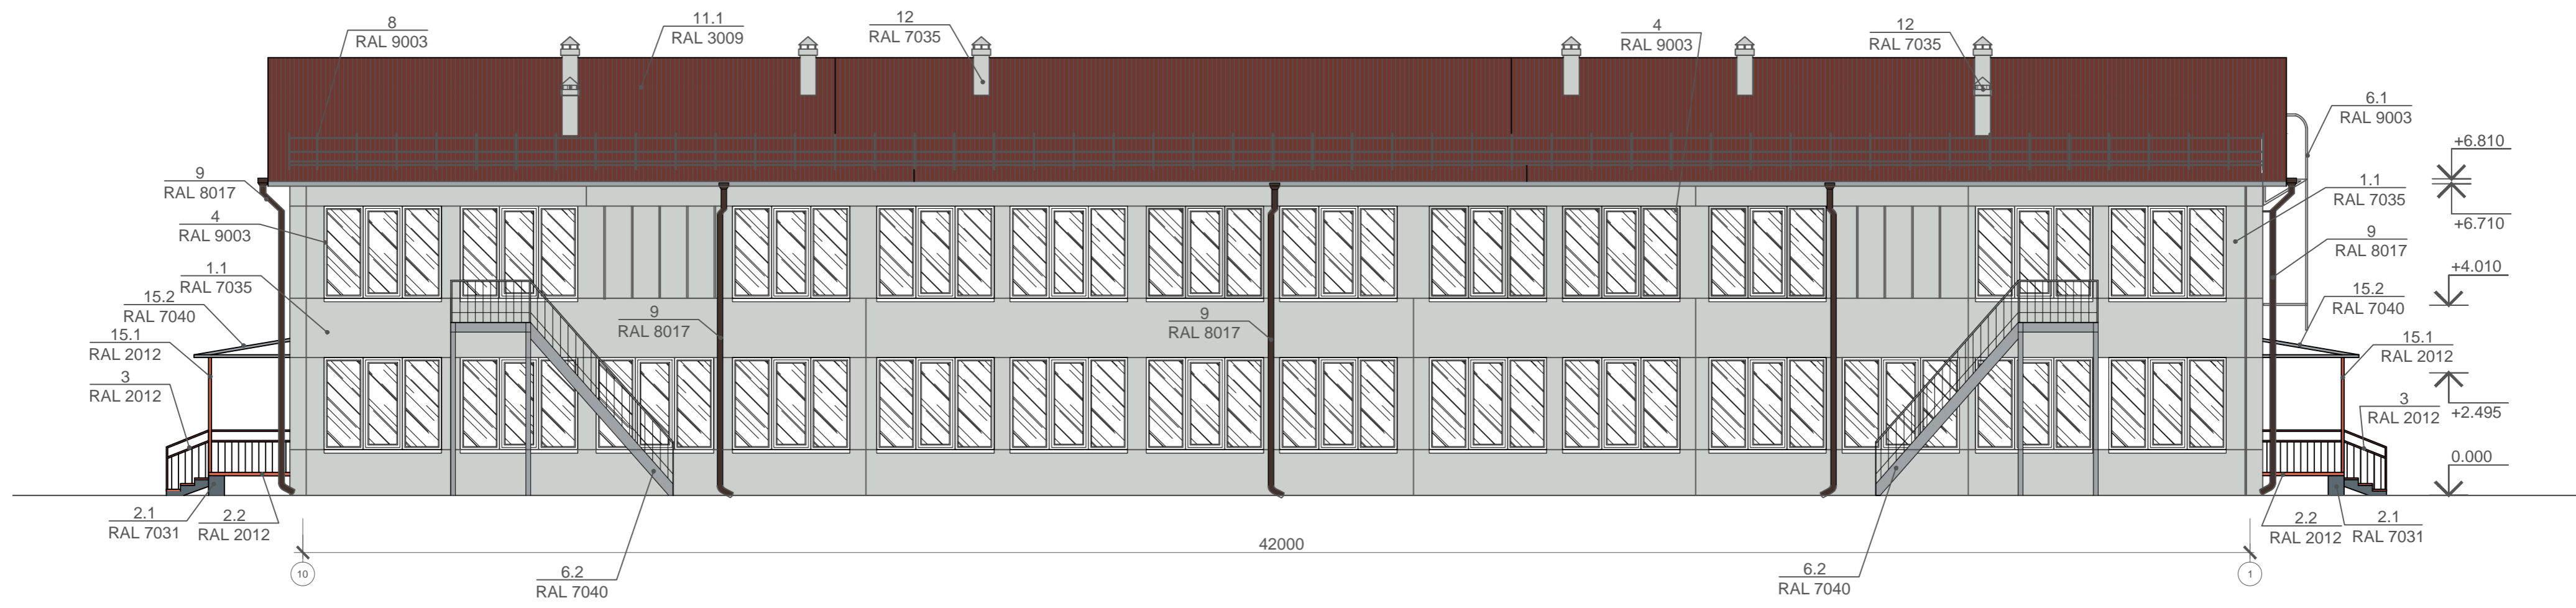 8
RAL 9003
11.1
RAL 3009
12
RAL 7035
4
RAL 9003
12
RAL 7035
6.1
RAL 9003
+6.810
9
RAL 8017
1.1
RAL 7035
+6.710
4
RAL 9003
9
RAL 8017
1.1
RAL 7035
+4.010
15.2
RAL 7040
15.2
RAL 7040
9
RAL 8017
9
RAL 8017
15.1
RAL 2012
15.1
RAL 2012
3
RAL 2012
3
RAL 2012
+2.495
0.000
2.1
RAL 7031
2.2
RAL 2012
2.2
RAL 2012
2.1
RAL 7031
42000
10
1
6.2
RAL 7040
6.2
RAL 7040